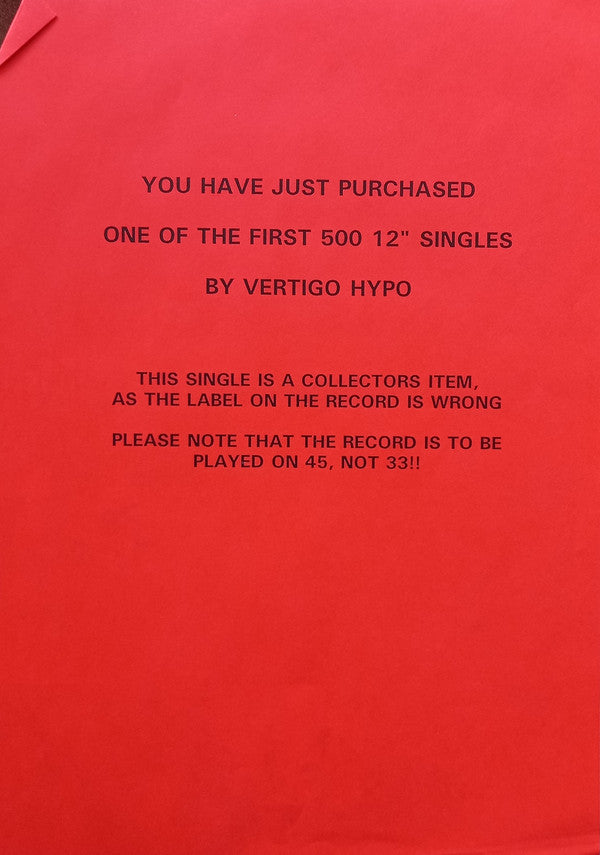 YOU HAVE JUST PURCHASED
ONE OF THE FIRST 500 12" SINGLES
BY VERTIGO HYPO
THIS SINGLE IS A COLLECTORS ITEM,
AS THE LABEL ON THE RECORD IS WRONG
PLEASE NOTE THAT THE RECORD IS TO BE
PLAYED ON 45, NOT 33!!